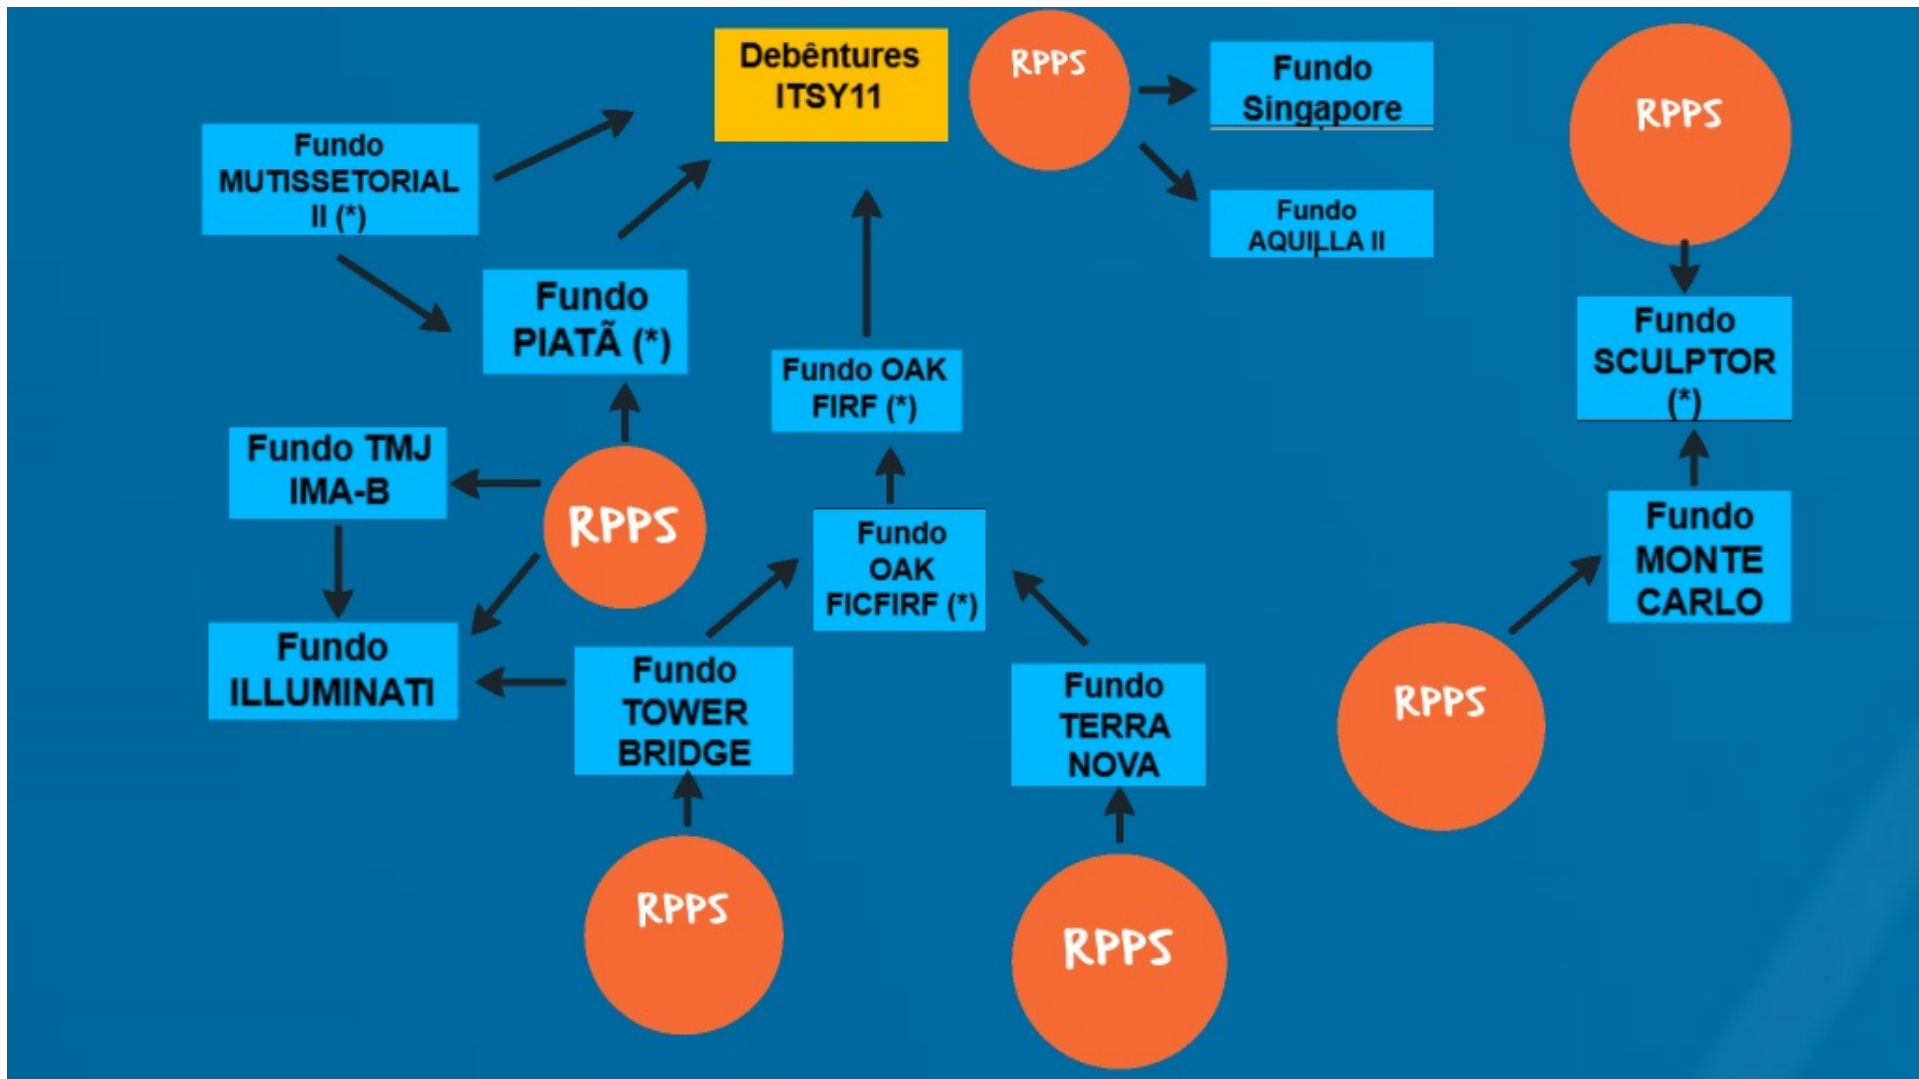 Debêntures
ITSY11
RPPS
Fundo
Singapore
Fundo
AQUILLA II
RPPS
Fundo
MUTISSETORIAL
II (*)
Fundo
PIATÃ (*)
Fundo OAK
FIRF (*)
Fundo
SCULPTOR
(*)
Fundo TMJ
IMA-B
RPPS
Fundo
OAK
FICFIRF (*)
Fundo
MONTE
CARLO
Fundo
ILLUMINATI
Fundo
TOWER
BRIDGE
Fundo
TERRA
NOVA
RPPS
RPPS
RPPS